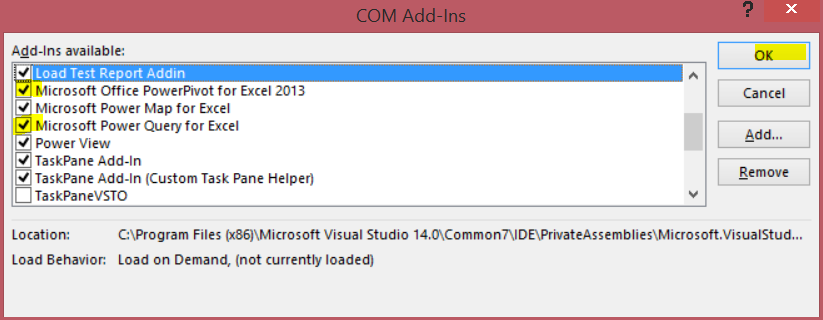 COM Add-Ins
? ×
Add-Ins available:
Load Test Report Addin
Microsoft Office PowerPivot for Excel 2013
Microsoft Power Map for Excel
Microsoft Power Query for Excel
Power View
TaskPane Add-In
TaskPane Add-In (Custom Task Pane Helper)
TaskPaneVSTO
OK
Cancel
Add...
Remove
Location: C:\Program Files (x86)\Microsoft Visual Studio 14.0\Common7\IDE\PrivateAssemblies\Microsoft.VisualStud...
Load Behavior: Load on Demand, (not currently loaded)